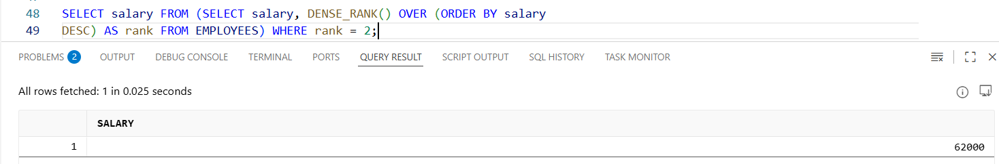 48 SELECT salary FROM (SELECT salary, DENSE_RANK() OVER (ORDER BY salary
49 DESC) AS rank FROM EMPLOYEES) WHERE rank = 2;
PROBLEMS 2 OUTPUT DEBUG CONSOLE TERMINAL PORTS QUERY RESULT SCRIPT OUTPUT SQL HISTORY TASK MONITOR
All rows fetched: 1 in 0.025 seconds
SALARY
1 62000